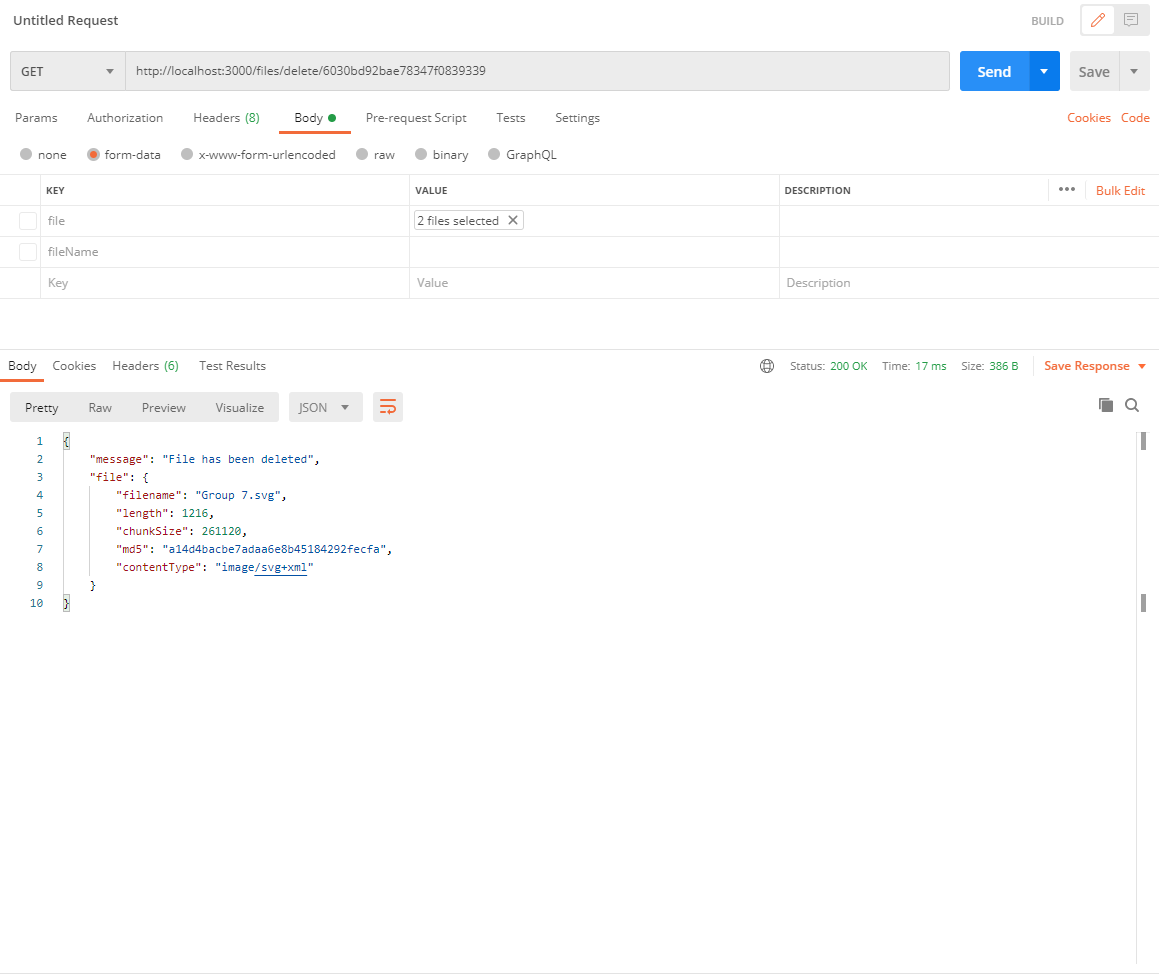 Untitled Request BUILD
GET http://localhost:3000/files/delete/6030bd92bae78347f0839339 Send Save
Params Authorization Headers (8) Body Pre-request Script Tests Settings Cookies Code
none form-data x-www-form-urlencoded raw binary GraphQL
KEY VALUE DESCRIPTION ••• Bulk Edit
file 2 files selected
fileName
Key Value Description
Body Cookies Headers (6) Test Results Status: 200 OK Time: 17 ms Size: 386 B Save Response
Pretty Raw Preview Visualize JSON
1 {
2 "message": "File has been deleted",
3 "file": {
4 "filename": "Group 7.svg",
5 "length": 1216,
6 "chunkSize": 261120,
7 "md5": "a14d4bacbe7adaa6e8b45184292fecfa",
8 "contentType": "image/svg+xml"
9 }
10 }